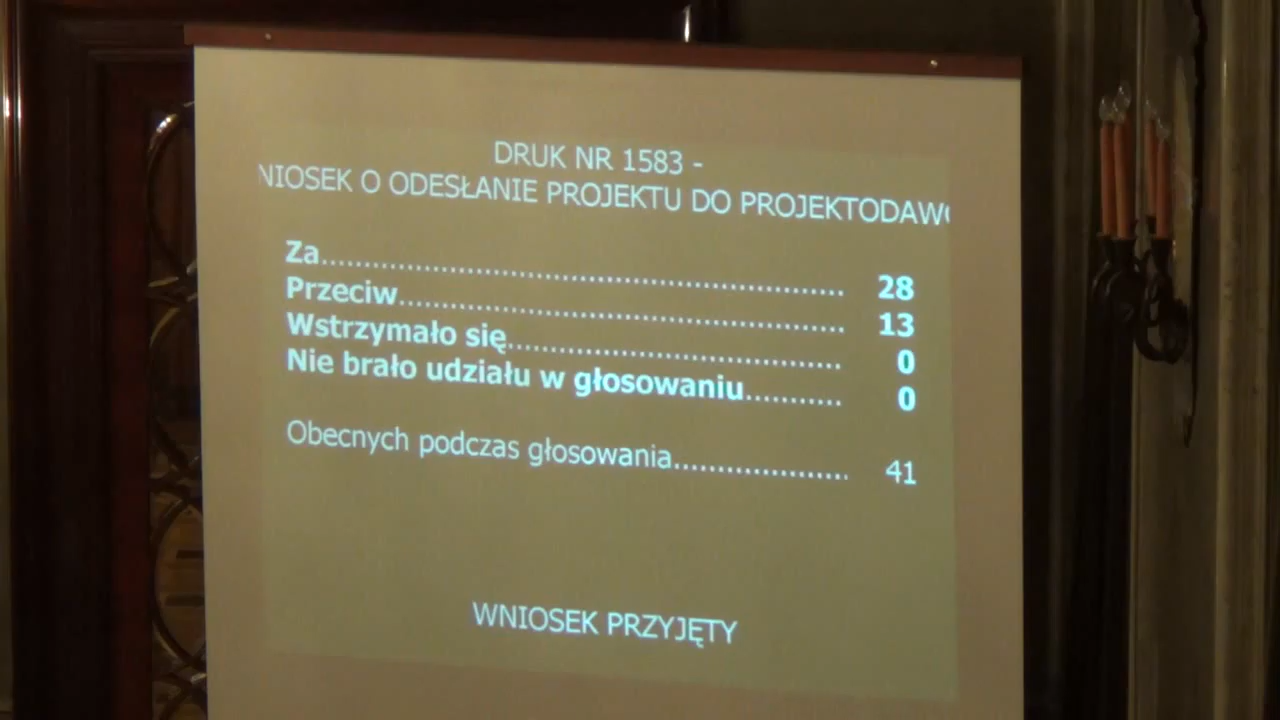 DRUK NR 1583 -
NIOSEK O ODESŁANIE PROJEKTU DO PROJEKTODAW
Za............................................................... 28
Przeciw...................................................... 13
Wstrzymało się........................................ 0
Nie brało udziału w głosowaniu........... 0
Obecnych podczas głosowania.................... 41
WNIOSEK PRZYJĘTY